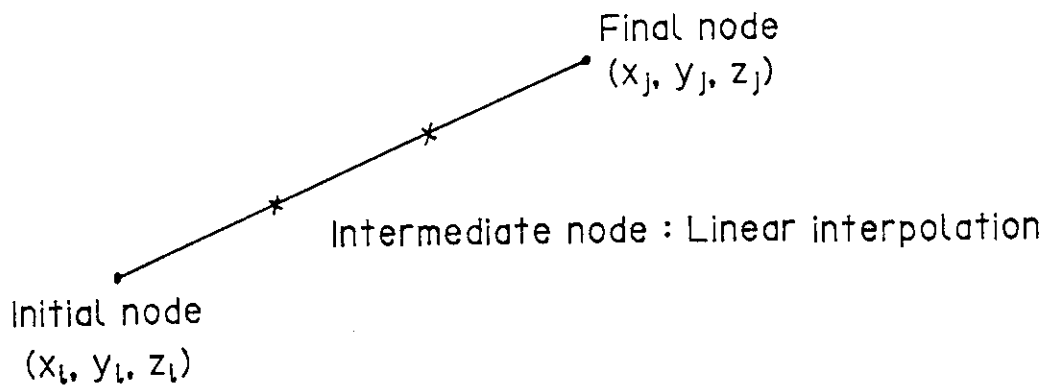 Final node
(xj, yj, zj)
Intermediate node : Linear interpolation
Initial node
(xi, yi, zi)